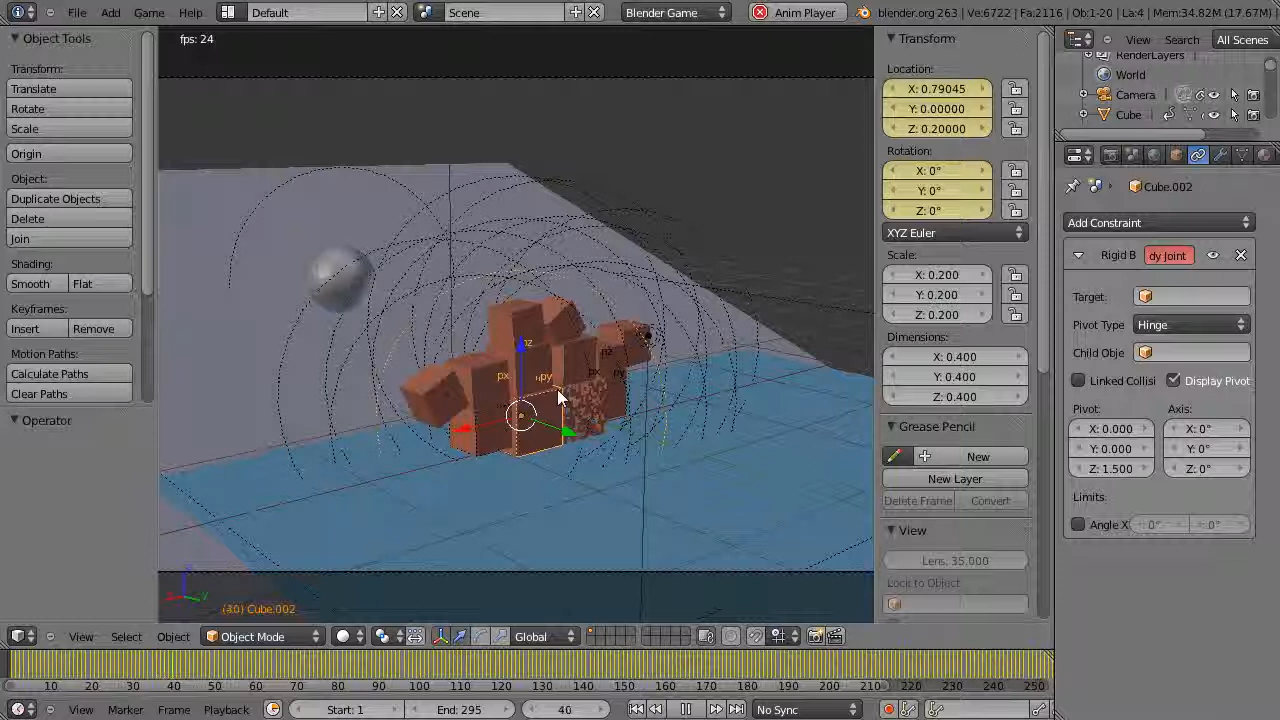 File Add Render Help Default Scene Blender Game Anim Player blender.org 263 | Ve:6722 | Fa:2116 | Ob:1-20 | La:4 | Mem:34.82M (17.67M)
fps: 24
Object Tools
Transform:
Translate
Rotate
Scale
Origin
Object:
Duplicate Objects
Delete
Join
Shading:
Smooth Flat
Keyframes:
Insert Remove
Motion Paths:
Calculate Paths
Clear Paths
Operator
nz
px py
nz
px py
(40) Cube.002
Transform
Location:
X: 0.79045
Y: 0.00000
Z: 0.20000
Rotation:
X: 0°
Y: 0°
Z: 0°
XYZ Euler
Scale:
X: 0.200
Y: 0.200
Z: 0.200
Dimensions:
X: 0.400
Y: 0.400
Z: 0.400
Grease Pencil
New
New Layer
Delete Frame Convert
View
Lens: 35.000
Lock to Object
View Search All Scenes
RenderLayers
World
Camera
Cube
Cube.002
Add Constraint
Rigid B dy Joint
Target:
Pivot Type Hinge
Child Obje
Linked Collisi Display Pivot
Pivot: Axis:
X: 0.000 X: 0°
Y: 0.000 Y: 0°
Z: 1.500 Z: 0°
Limits:
Angle X : 0° : 0°
View Select Object Object Mode Global
10 20 30 40 50 60 70 80 90 100 110 120 130 140 150 160 170 180 190 200 210 220 230 240 250
View Marker Frame Playback Start: 1 End: 295 40 No Sync